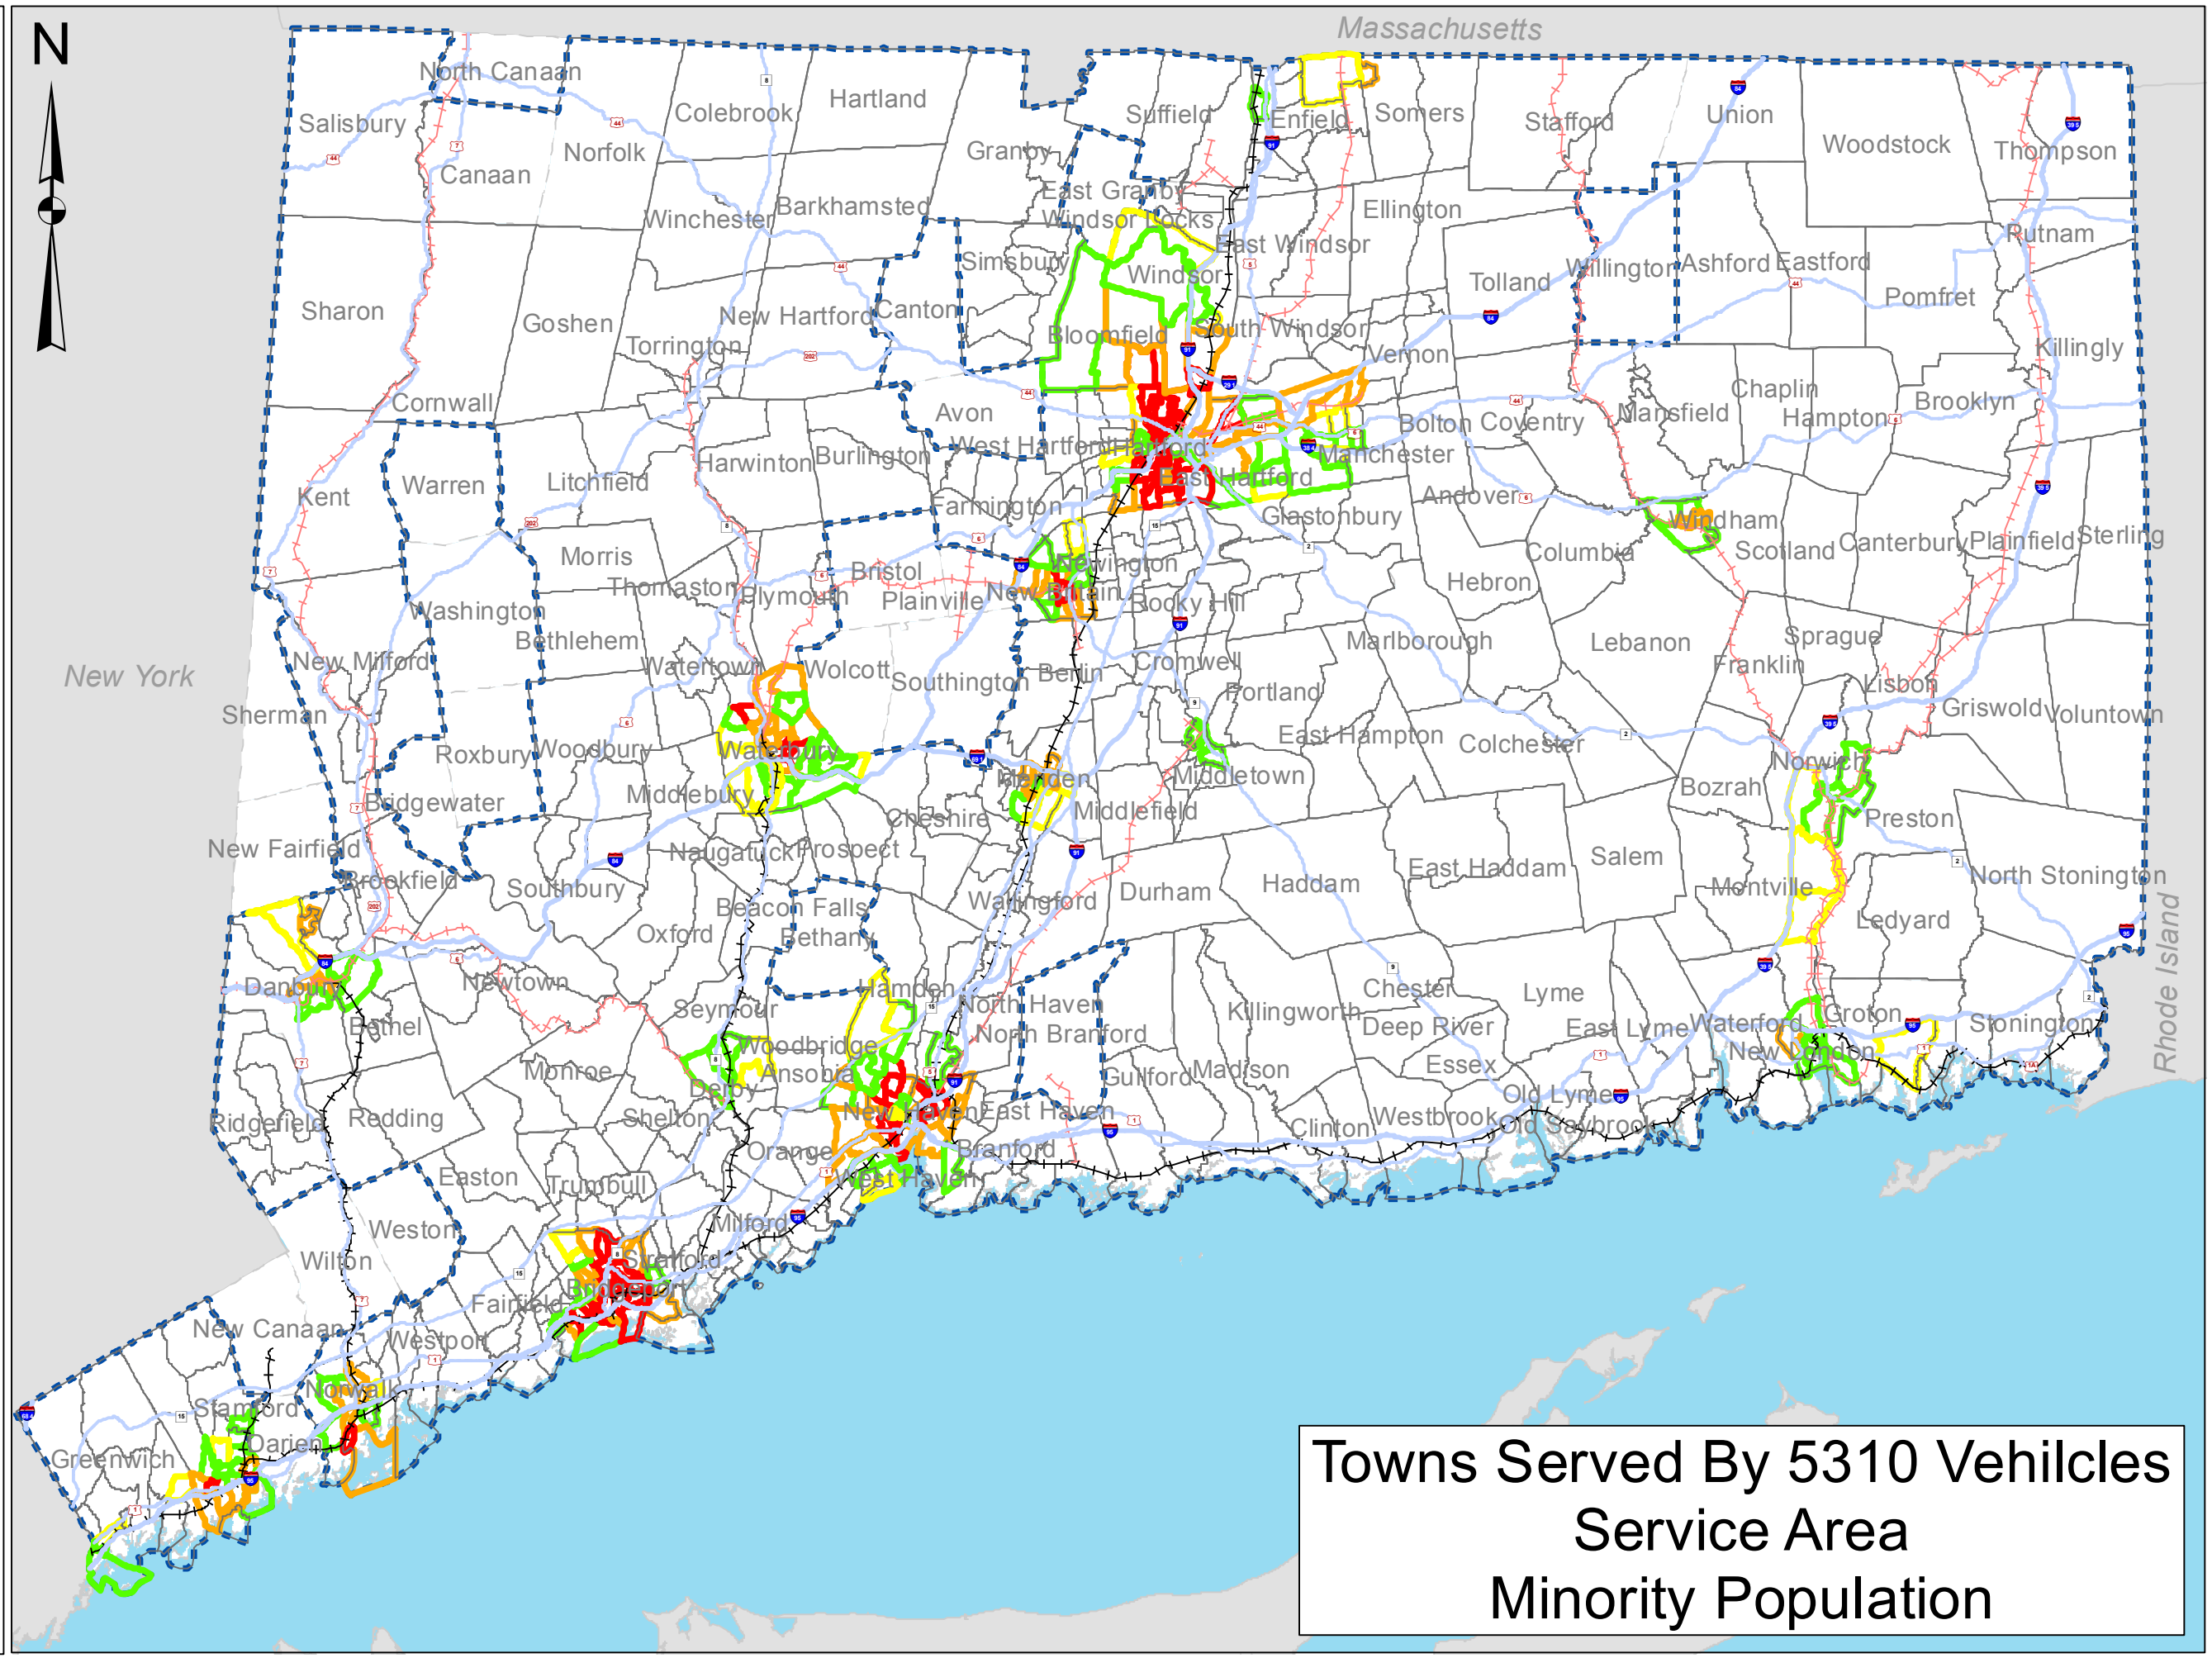 N
Massachusetts
North Canaan
Colebrook
Hartland
Suffield
Enfield
Somers
Stafford
Union
Salisbury
Norfolk
Granby
Woodstock
Thompson
Canaan
East Granby
Winchester
Barkhamsted
Windsor Locks
Ellington
East Windsor
Putnam
Simsbury
Windsor
Tolland
Willington
Ashford
Eastford
Pomfret
Sharon
Goshen
New Hartford
Canton
Bloomfield
South Windsor
Torrington
Vernon
Killingly
Cornwall
Avon
Chaplin
Mansfield
Hampton
Brooklyn
Bolton
Coventry
West Hartford
Hartford
Manchester
Harwinton
Burlington
Kent
Warren
Litchfield
East Hartford
Andover
Farmington
Glastonbury
Windham
Scotland
Canterbury
Plainfield
Sterling
Morris
Columbia
Newington
Bristol
Thomaston
Plymouth
Plainville
New Britain
Rocky Hill
Hebron
Washington
Bethlehem
Marlborough
Lebanon
Sprague
Franklin
New York
New Milford
Watertown
Wolcott
Southington
Berlin
Cromwell
Portland
Lisbon
Griswold
Voluntown
Sherman
Roxbury
Woodbury
Waterbury
East Hampton
Colchester
Norwich
Meriden
Middletown
Bozrah
Bridgewater
Middlebury
Cheshire
Middlefield
Preston
New Fairfield
Naugatuck
Prospect
East Haddam
Salem
North Stonington
Brookfield
Southbury
Haddam
Montville
Durham
Wallingford
Beacon Falls
Bethany
Oxford
Ledyard
Rhode Island
Danbury
Newtown
Hamden
North Haven
Seymour
Chester
Lyme
Killingworth
Bethel
North Branford
Deep River
East Lyme
Waterford
Groton
Stonington
Woodbridge
Ansonia
New London
Monroe
Derby
Guilford
Madison
Essex
Ridgefield
Redding
Shelton
New Haven
East Haven
Old Lyme
Westbrook
Old Saybrook
Clinton
Orange
Branford
Easton
Trumbull
West Haven
Weston
Milford
Wilton
Stratford
Bridgeport
Fairfield
New Canaan
Westport
Norwalk
Stamford
Darien
Greenwich
Towns Served By 5310 Vehilcles
Service Area
Minority Population